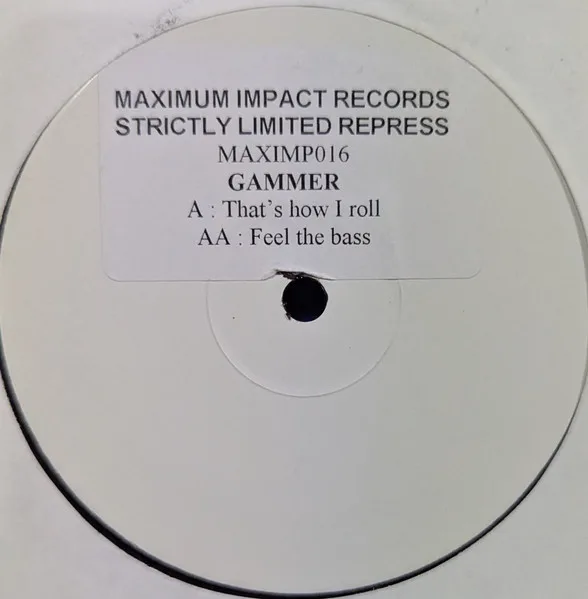 MAXIMUM IMPACT RECORDS
STRICTLY LIMITED REPRESS
MAXIMP016
GAMMER
A : That's how I roll
AA : Feel the bass